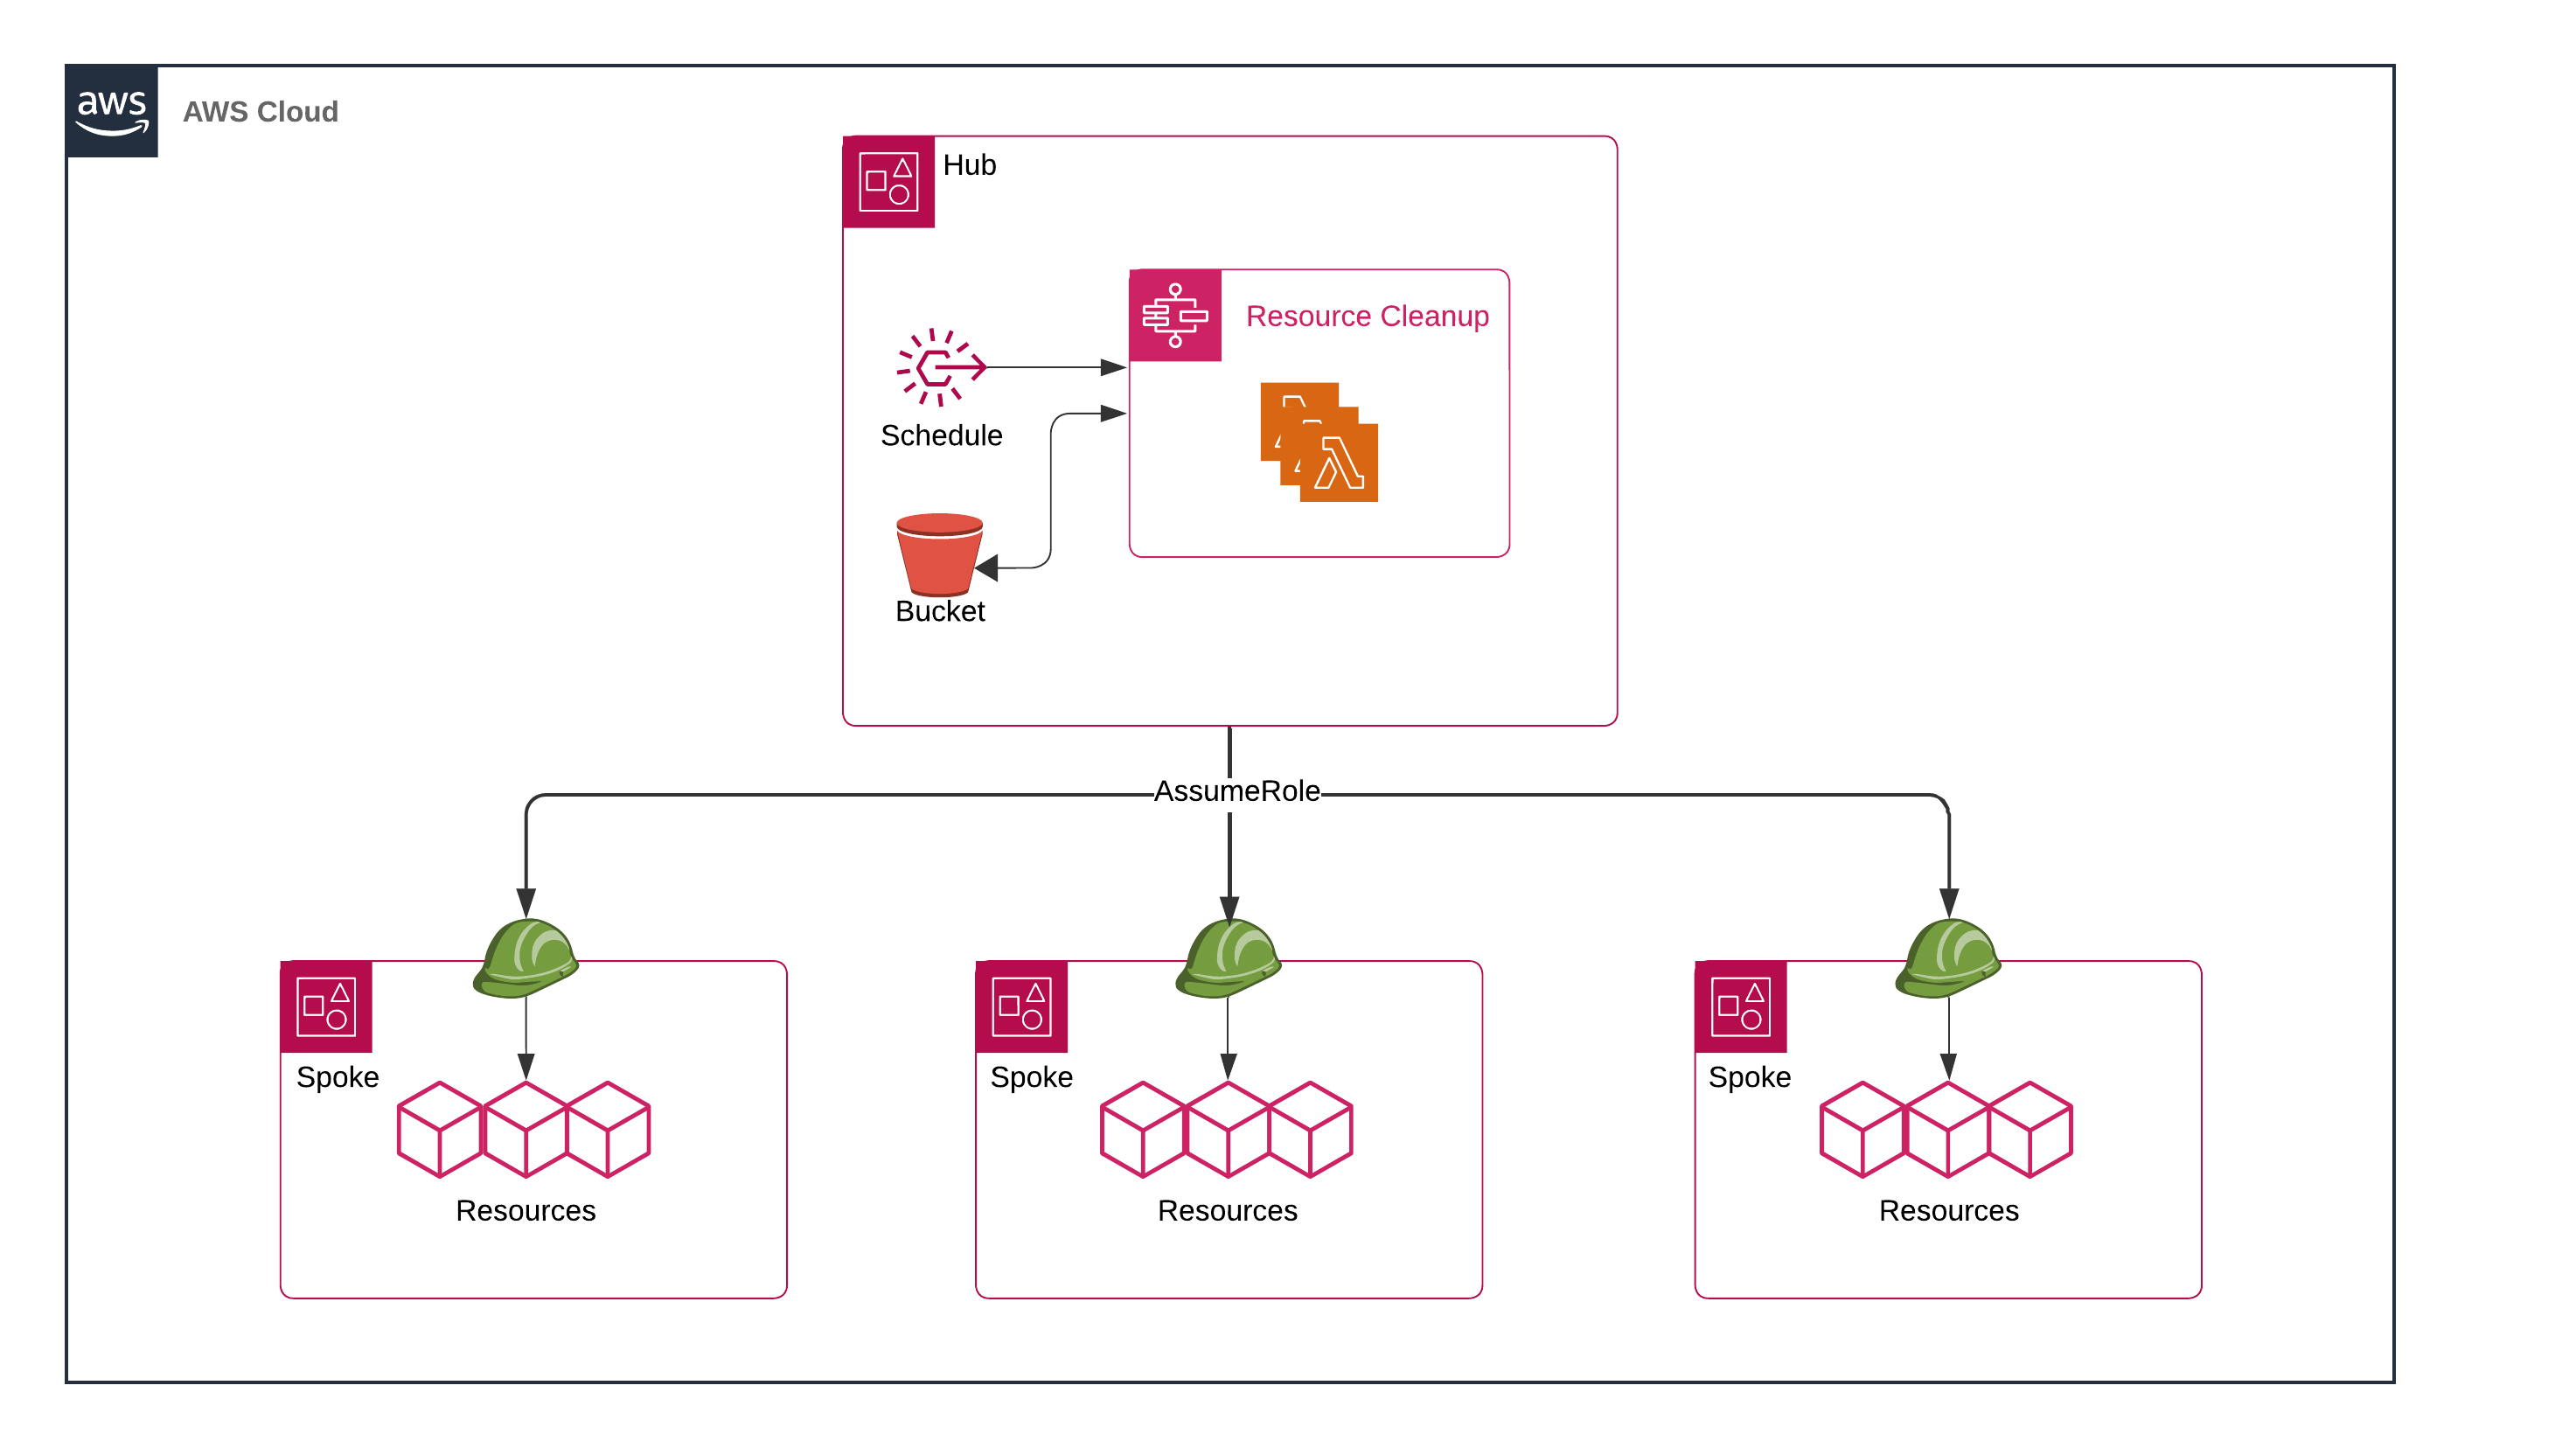 aws
AWS Cloud
Hub
Resource Cleanup
Schedule
Bucket
AssumeRole
Spoke
Spoke
Spoke
Resources
Resources
Resources